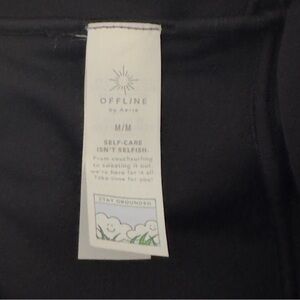 OFFLINE
by Aerie
M/M
SELF-CARE
ISN'T SELFISH.
From couchsurfing
to sweating it out,
we're here for it all.
Take time for you!
STAY GROUNDED